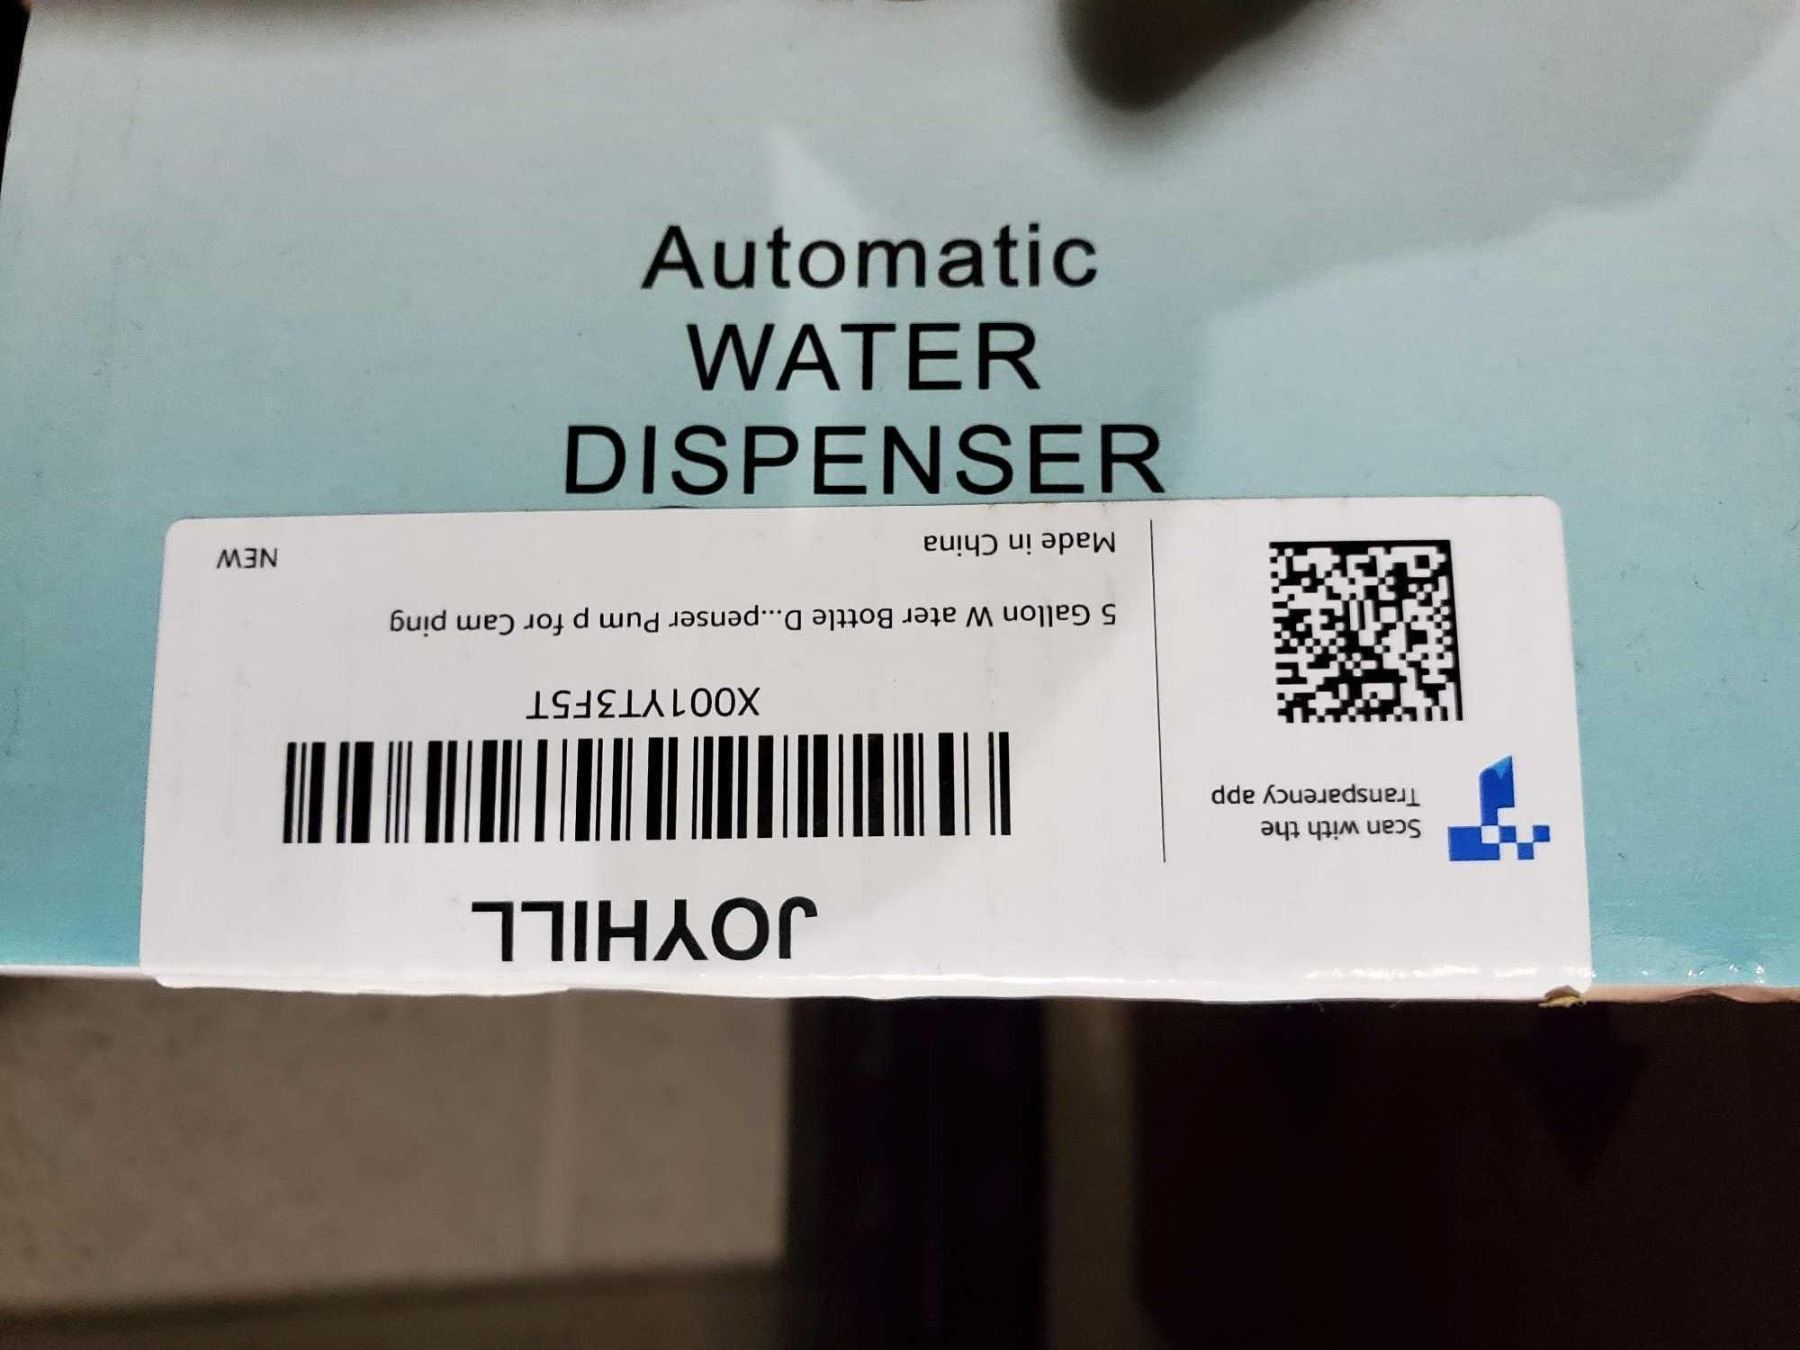 Automatic
WATER
DISPENSER
JOYHILL
X001YT3F5T
5 Gallon W ater Bottle D...penser Pum p for Cam ping
Made in China
NEW
Scan with the
Transparency app